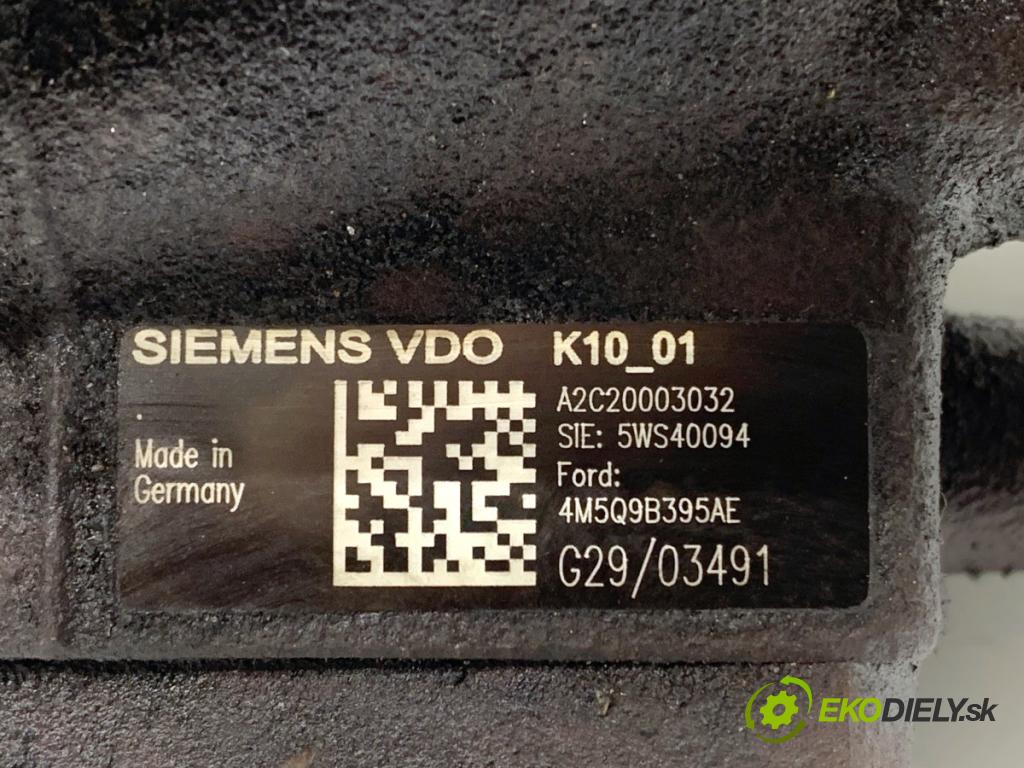 SIEMENS VDO K10_01
A2C20003032
SIE: 5WS40094
Made in
Germany
Ford:
4M5Q9B395AE
G29/03491
EKODIELY.sk